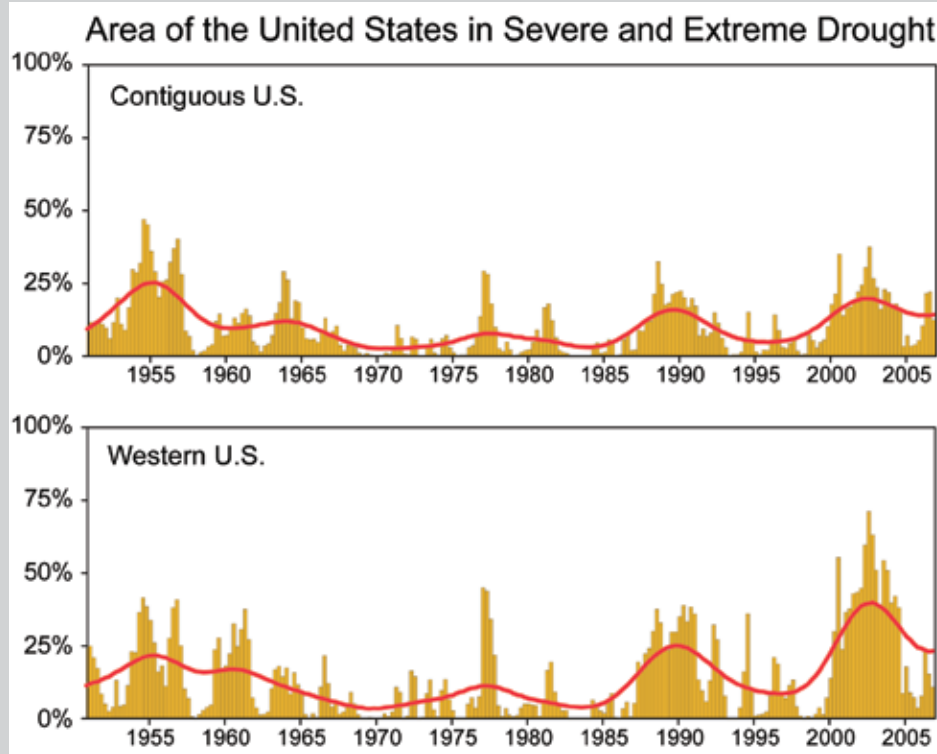 Area of the United States in Severe and Extreme Drought
100%
Contiguous U.S.
75%
50%
25%
0%
1955 1960 1965 1970 1975 1980 1985 1990 1995 2000 2005
100%
Western U.S.
75%
50%
25%
0%
1955 1960 1965 1970 1975 1980 1985 1990 1995 2000 2005